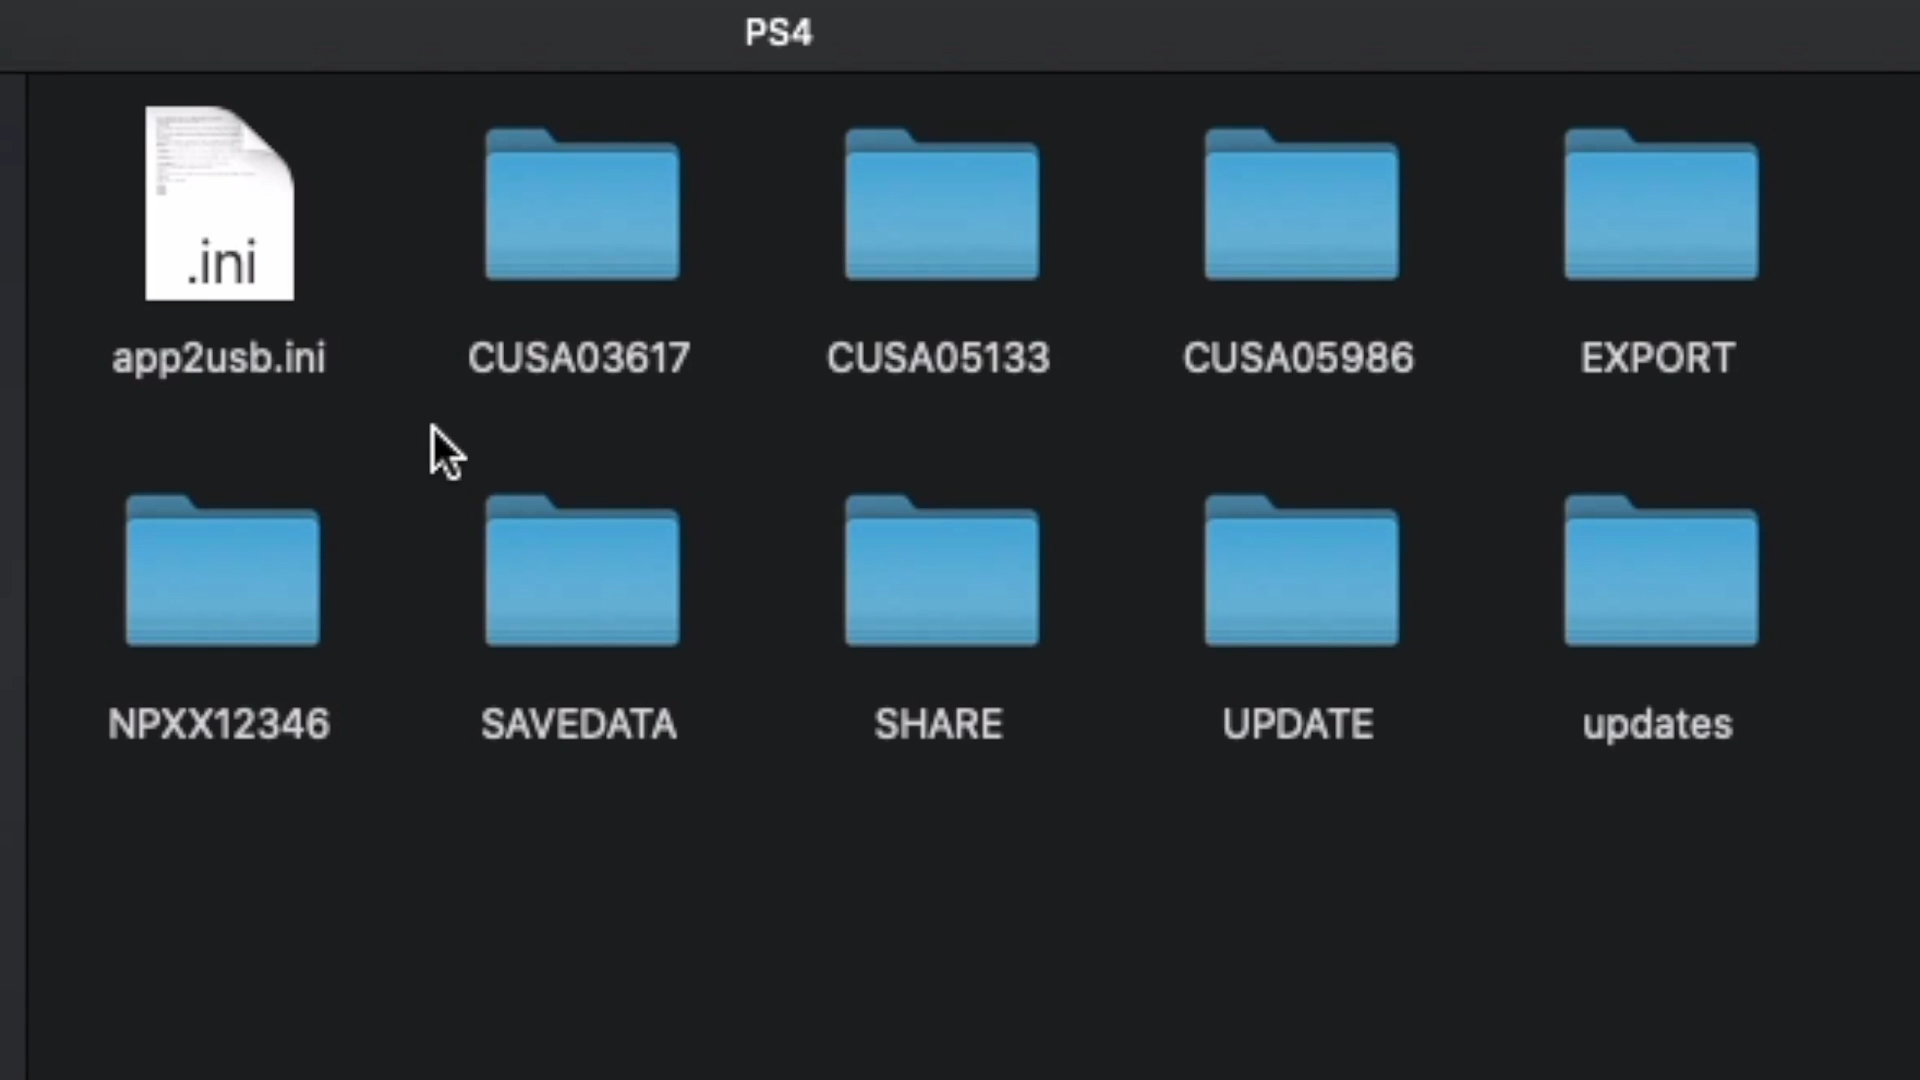 PS4
.ini
app2usb.ini CUSA03617 CUSA05133 CUSA05986 EXPORT
NPXX12346 SAVEDATA SHARE UPDATE updates